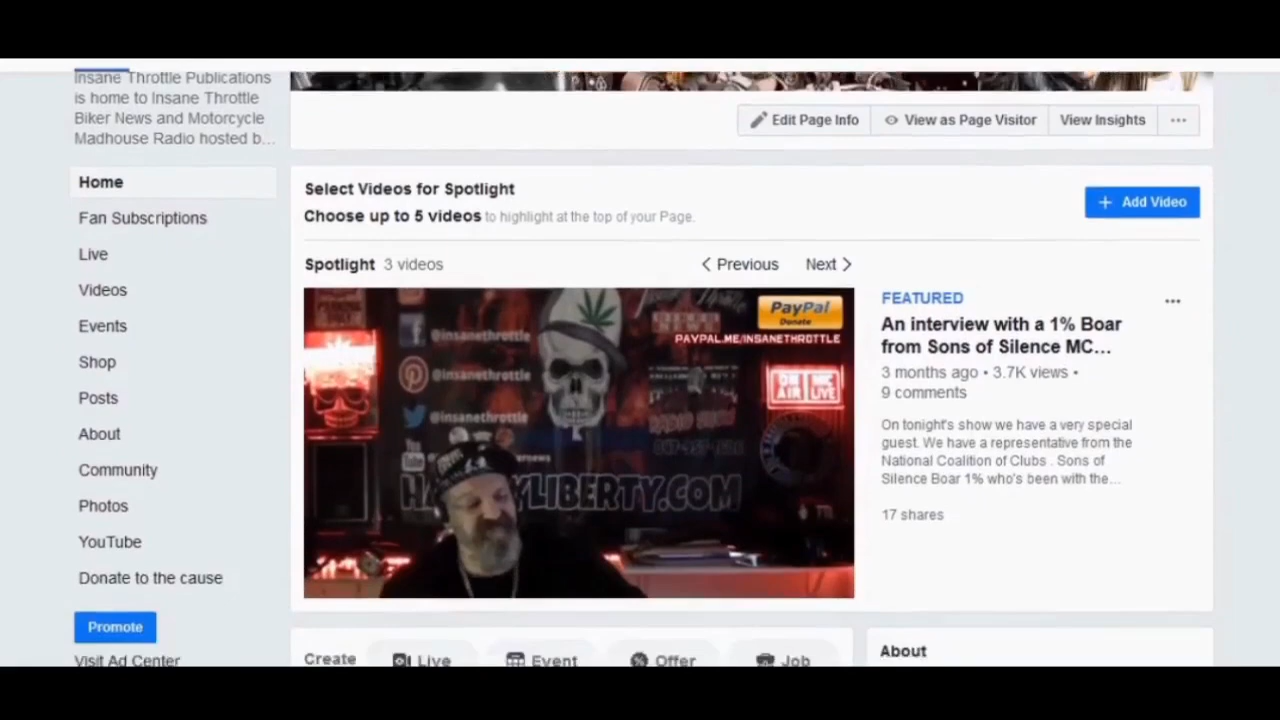 Insane Throttle Publications
is home to Insane Throttle
Biker News and Motorcycle
Madhouse Radio hosted b...
Home
Fan Subscriptions
Live
Videos
Events
Shop
Posts
About
Community
Photos
YouTube
Donate to the cause
Promote
Visit Ad Center
Edit Page Info
View as Page Visitor
View Insights
...
Select Videos for Spotlight
Choose up to 5 videos to highlight at the top of your Page.
+ Add Video
Spotlight 3 videos
< Previous
Next >
PayPal
Donate
PAYPAL.ME/INSANETHROTTLE
@insanethrottle
@insanethrottle
@insanethrottle
ON AIR
MIC LIVE
RADIO SHOW
LIBERTY.COM
FEATURED
...
An interview with a 1% Boar
from Sons of Silence MC...
3 months ago • 3.7K views •
9 comments
On tonight's show we have a very special
guest. We have a representative from the
National Coalition of Clubs . Sons of
Silence Boar 1% who's been with the...
17 shares
Create
Live
Event
Offer
Job
About